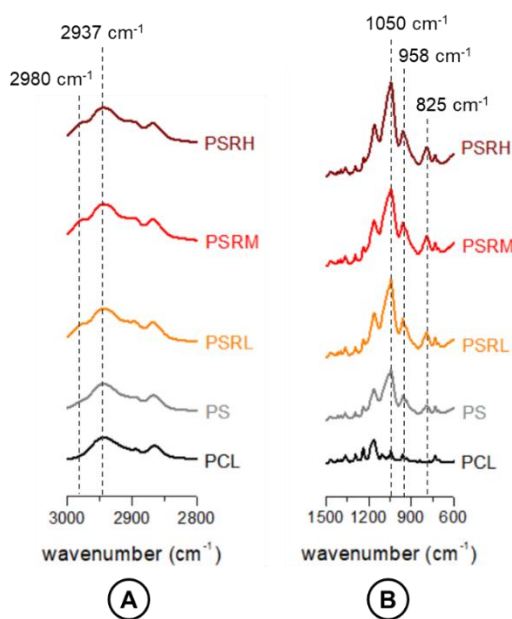 2937 cm⁻¹
2980 cm⁻¹
PSRH
PSRM
PSRL
PS
PCL
3000 2900 2800
wavenumber (cm⁻¹)
A
1050 cm⁻¹
958 cm⁻¹
825 cm⁻¹
PSRH
PSRM
PSRL
PS
PCL
1500 1200 900 600
wavenumber (cm⁻¹)
B